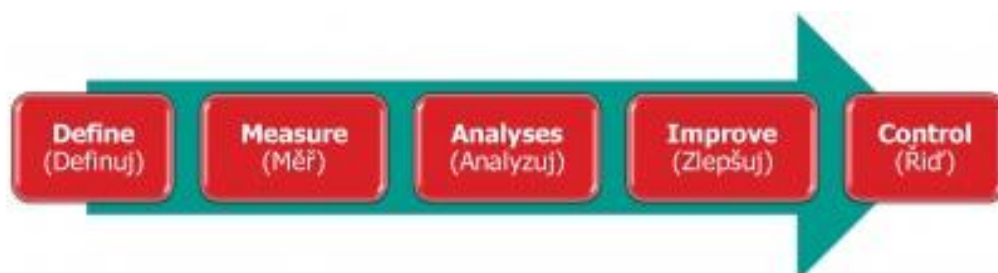 Define
(Definuj)
Measure
(Měř)
Analyses
(Analyzuj)
Improve
(Zlepšuj)
Control
(Řiď)